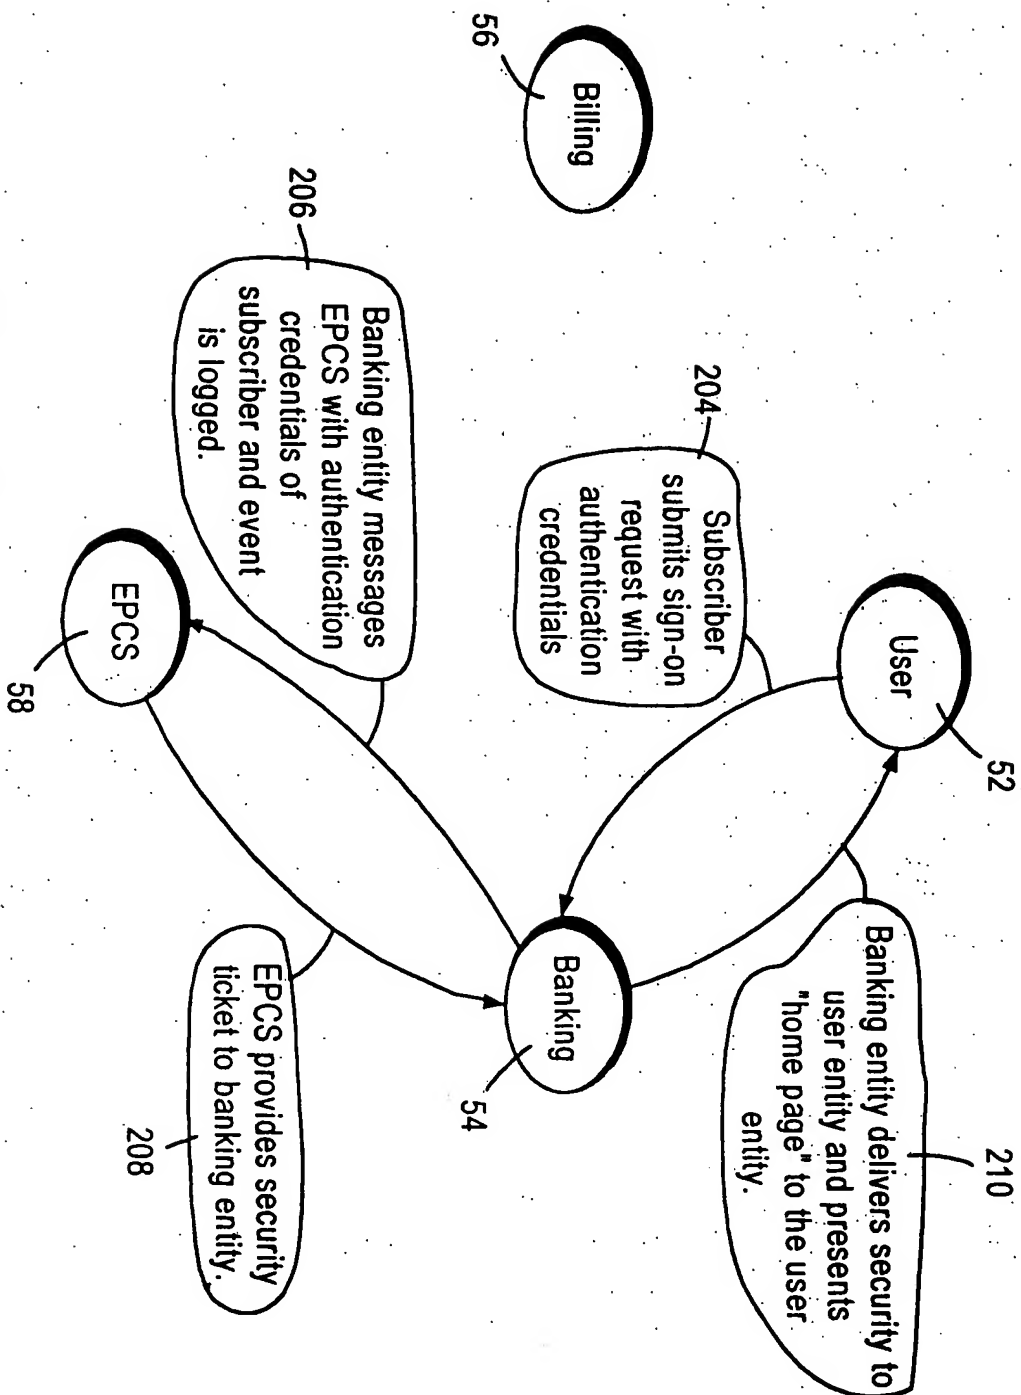 52
User
210
Banking entity delivers security to
user entity and presents
"home page" to the user
entity.
204
Subscriber
submits sign-on
request with
authentication
credentials
56
Billing
Banking
54
206
Banking entity messages
EPCS with authentication
credentials of
subscriber and event
is logged.
EPCS provides security
ticket to banking entity.
208
EPCS
58